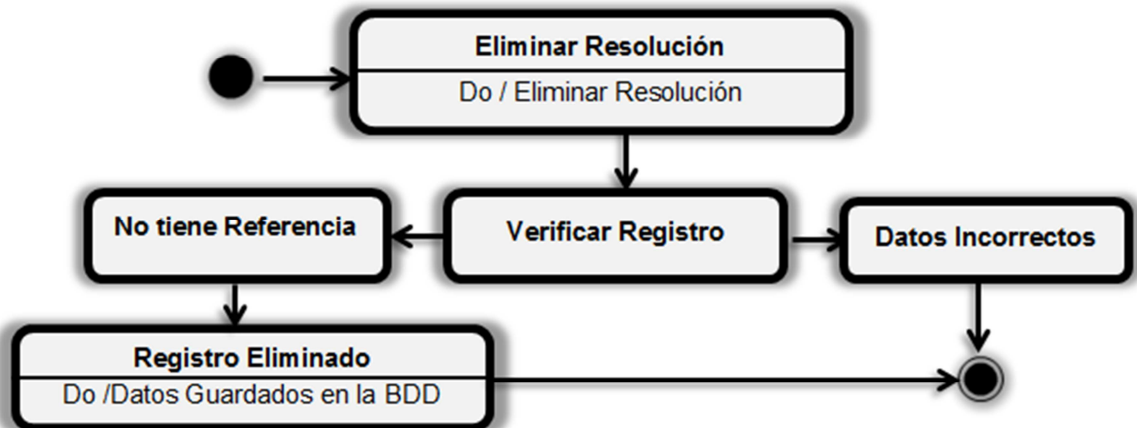 Eliminar Resolución
Do / Eliminar Resolución
No tiene Referencia
Verificar Registro
Datos Incorrectos
Registro Eliminado
Do /Datos Guardados en la BDD